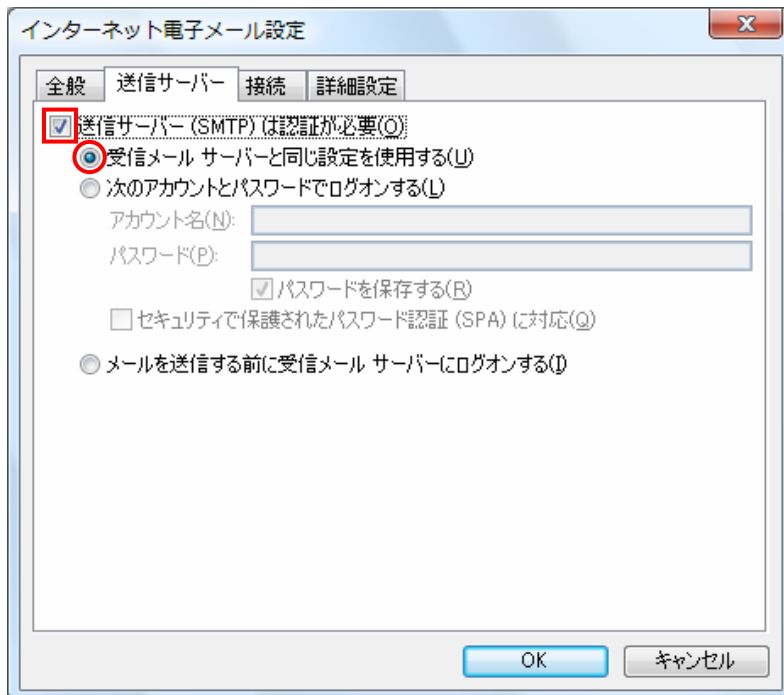 インターネット電子メール設定
全般 送信サーバー 接続 詳細設定
送信サーバー (SMTP) は認証が必要(O)
受信メール サーバーと同じ設定を使用する(U)
次のアカウントとパスワードでログオンする(L)
アカウント名(N):
パスワード(P):
パスワードを保存する(R)
セキュリティで保護されたパスワード認証 (SPA) に対応(Q)
メールを送信する前に受信メール サーバーにログオンする(I)
OK キャンセル